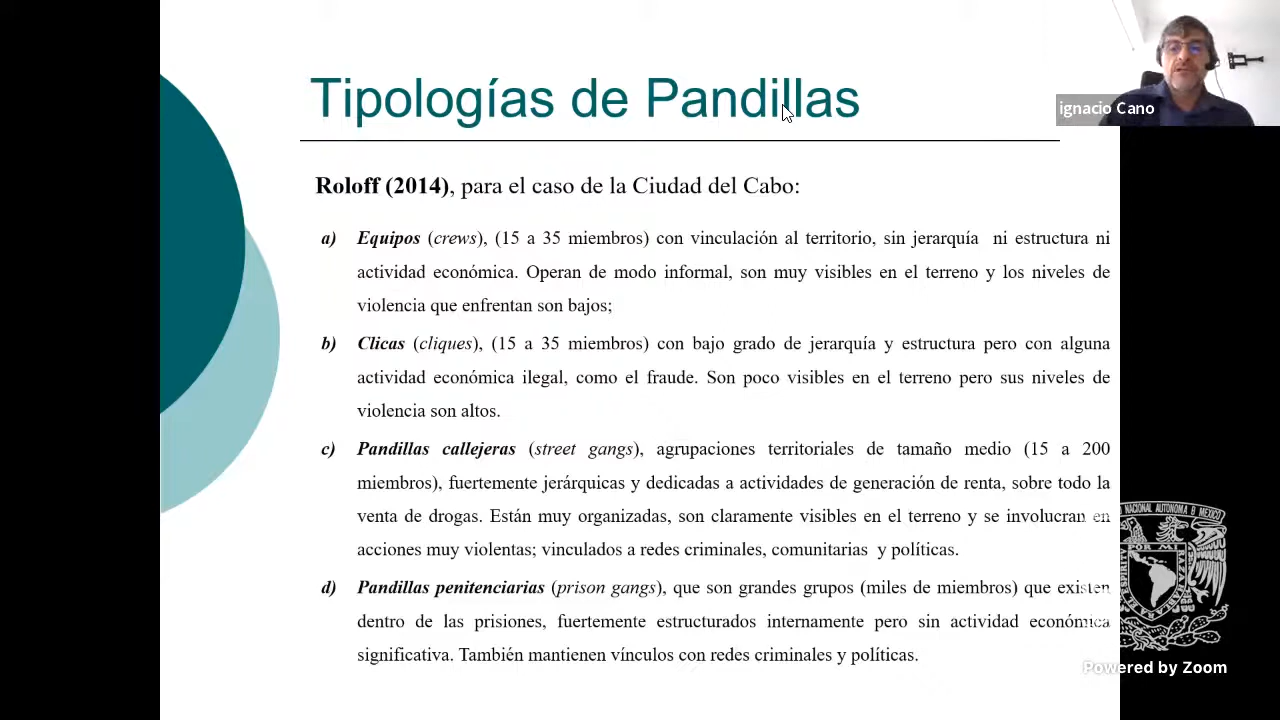 Tipologías de Pandillas
ignacio Cano
Roloff (2014), para el caso de la Ciudad del Cabo:
a) Equipos (crews), (15 a 35 miembros) con vinculación al territorio, sin jerarquía ni estructura ni
actividad económica. Operan de modo informal, son muy visibles en el terreno y los niveles de
violencia que enfrentan son bajos;
b) Clicas (cliques), (15 a 35 miembros) con bajo grado de jerarquía y estructura pero con alguna
actividad económica ilegal, como el fraude. Son poco visibles en el terreno pero sus niveles de
violencia son altos.
c) Pandillas callejeras (street gangs), agrupaciones territoriales de tamaño medio (15 a 200
miembros), fuertemente jerárquicas y dedicadas a actividades de generación de renta, sobre todo la
venta de drogas. Están muy organizadas, son claramente visibles en el terreno y se involucran en
acciones muy violentas; vinculados a redes criminales, comunitarias y políticas.
d) Pandillas penitenciarias (prison gangs), que son grandes grupos (miles de miembros) que existen
dentro de las prisiones, fuertemente estructurados internamente pero sin actividad económica
significativa. También mantienen vínculos con redes criminales y políticas.
NACIONAL AUTONOMA
POR MI
ESPIRITU
Powered by Zoom